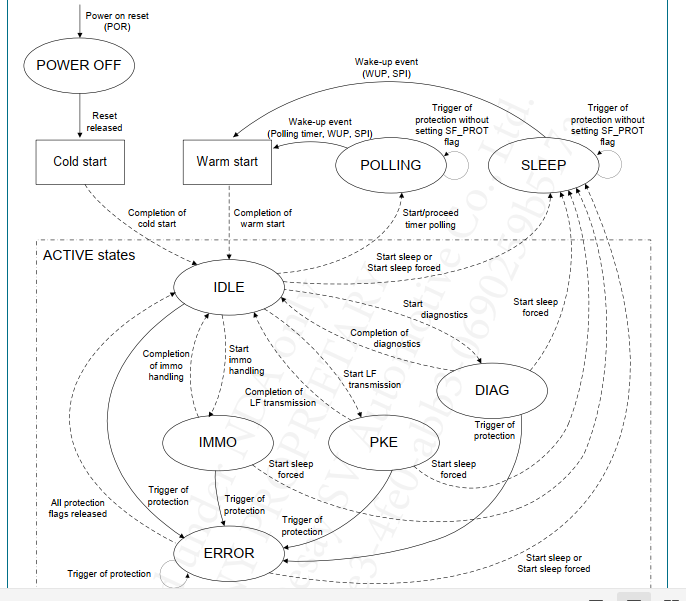 Power on reset
(POR)
POWER OFF
Reset
released
Wake-up event
(WUP, SPI)
Wake-up event
(Polling timer, WUP, SPI)
Trigger of
protection without
setting SF_PROT
flag
Trigger of
protection without
setting SF_PROT
flag
Cold start
Warm start
POLLING
SLEEP
Completion of
cold start
Completion of
warm start
Start/proceed
timer polling
ACTIVE states
Start sleep or
Start sleep forced
IDLE
Start
diagnostics
Start sleep
forced
Completion of
diagnostics
Completion
of immo
handling
Start
immo
handling
Start LF
transmission
Completion of
LF transmission
DIAG
Trigger of
protection
IMMO
PKE
Start sleep
forced
Start sleep
forced
Trigger of
protection
Trigger of
protection
Trigger of
protection
All protection
flags released
ERROR
Start sleep or
Start sleep forced
Trigger of protection